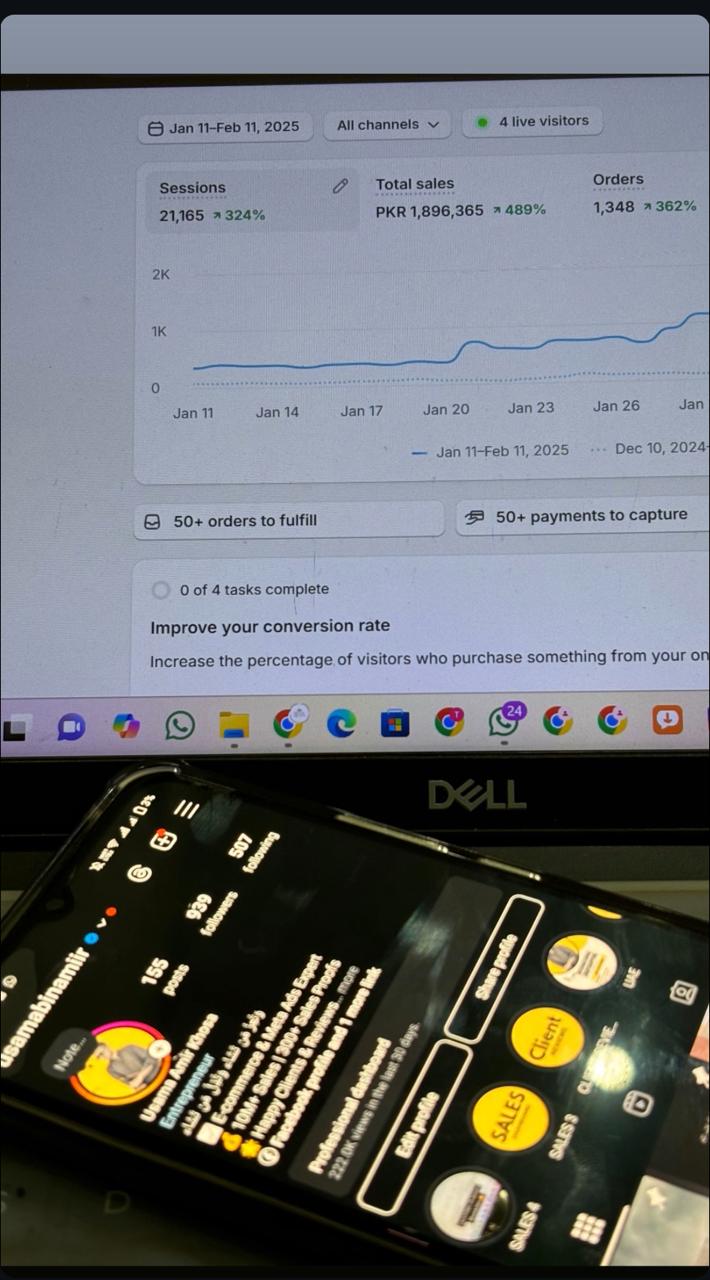 Jan 11–Feb 11, 2025
All channels
4 live visitors
Sessions
21,165 ↗ 324%
Total sales
PKR 1,896,365 ↗ 489%
Orders
1,348 ↗ 362%
2K
1K
0
Jan 11 Jan 14 Jan 17 Jan 20 Jan 23 Jan 26 Jan
Jan 11–Feb 11, 2025 Dec 10, 2024-
50+ orders to fulfill
50+ payments to capture
0 of 4 tasks complete
Improve your conversion rate
Increase the percentage of visitors who purchase something from your on
24
DELL
usamabinamiir
Note...
155
posts
939
followers
507
following
Entrepreneur
E-commerce & Meta Ads Expert
10M+ Sales | 300+ Sales Proofs
Happy Clients & Reviews... more
Facebook profile and 1 more link
Professional dashboard
222.0K views in the last 30 days.
Edit profile
Share profile
SALES
Client
SALES 4
SALES 3
UAE
D